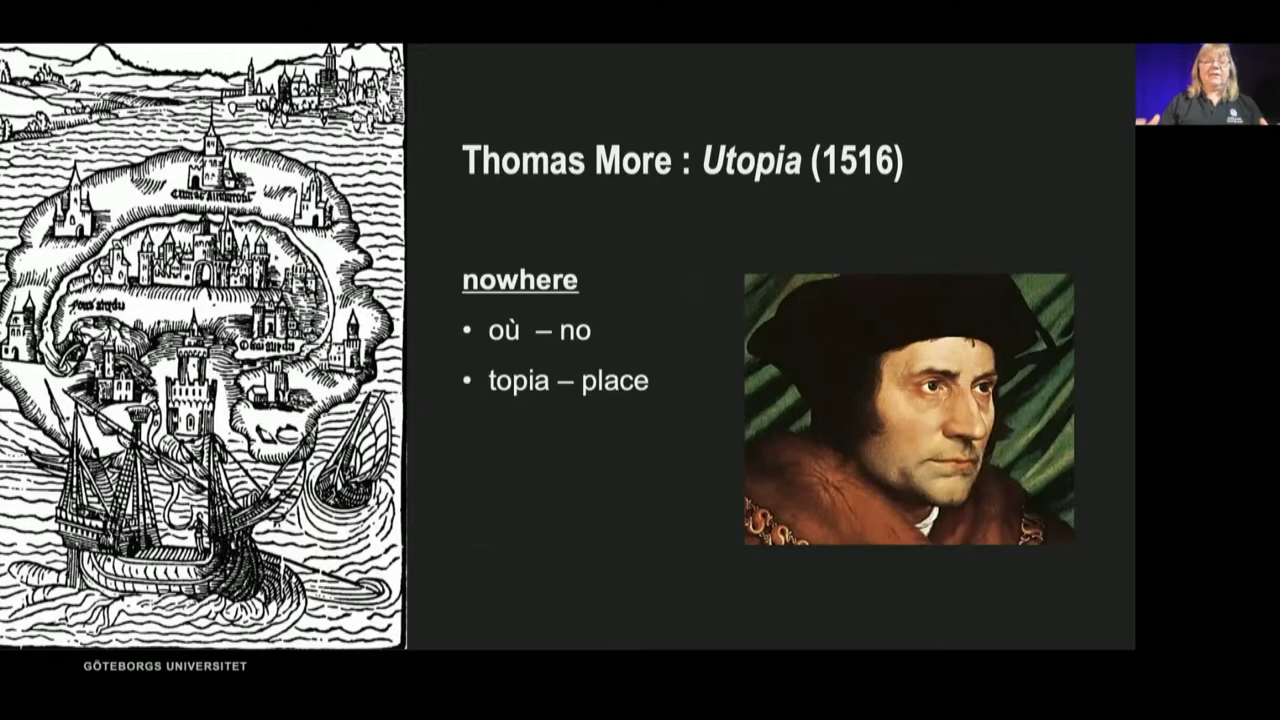 Thomas More : Utopia (1516)
nowhere
• où – no
• topia – place
GÖTEBORGS UNIVERSITET